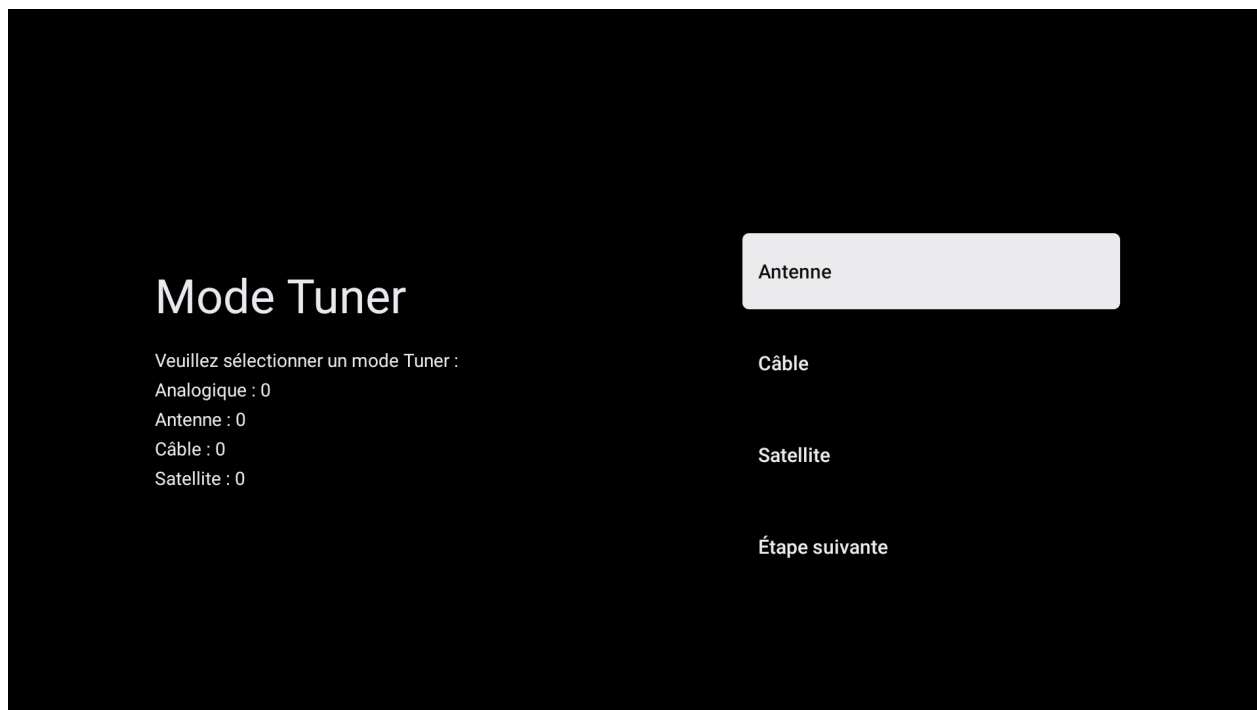 Mode Tuner
Veuillez sélectionner un mode Tuner :
Analogique : 0
Antenne : 0
Câble : 0
Satellite : 0
Antenne
Câble
Satellite
Étape suivante